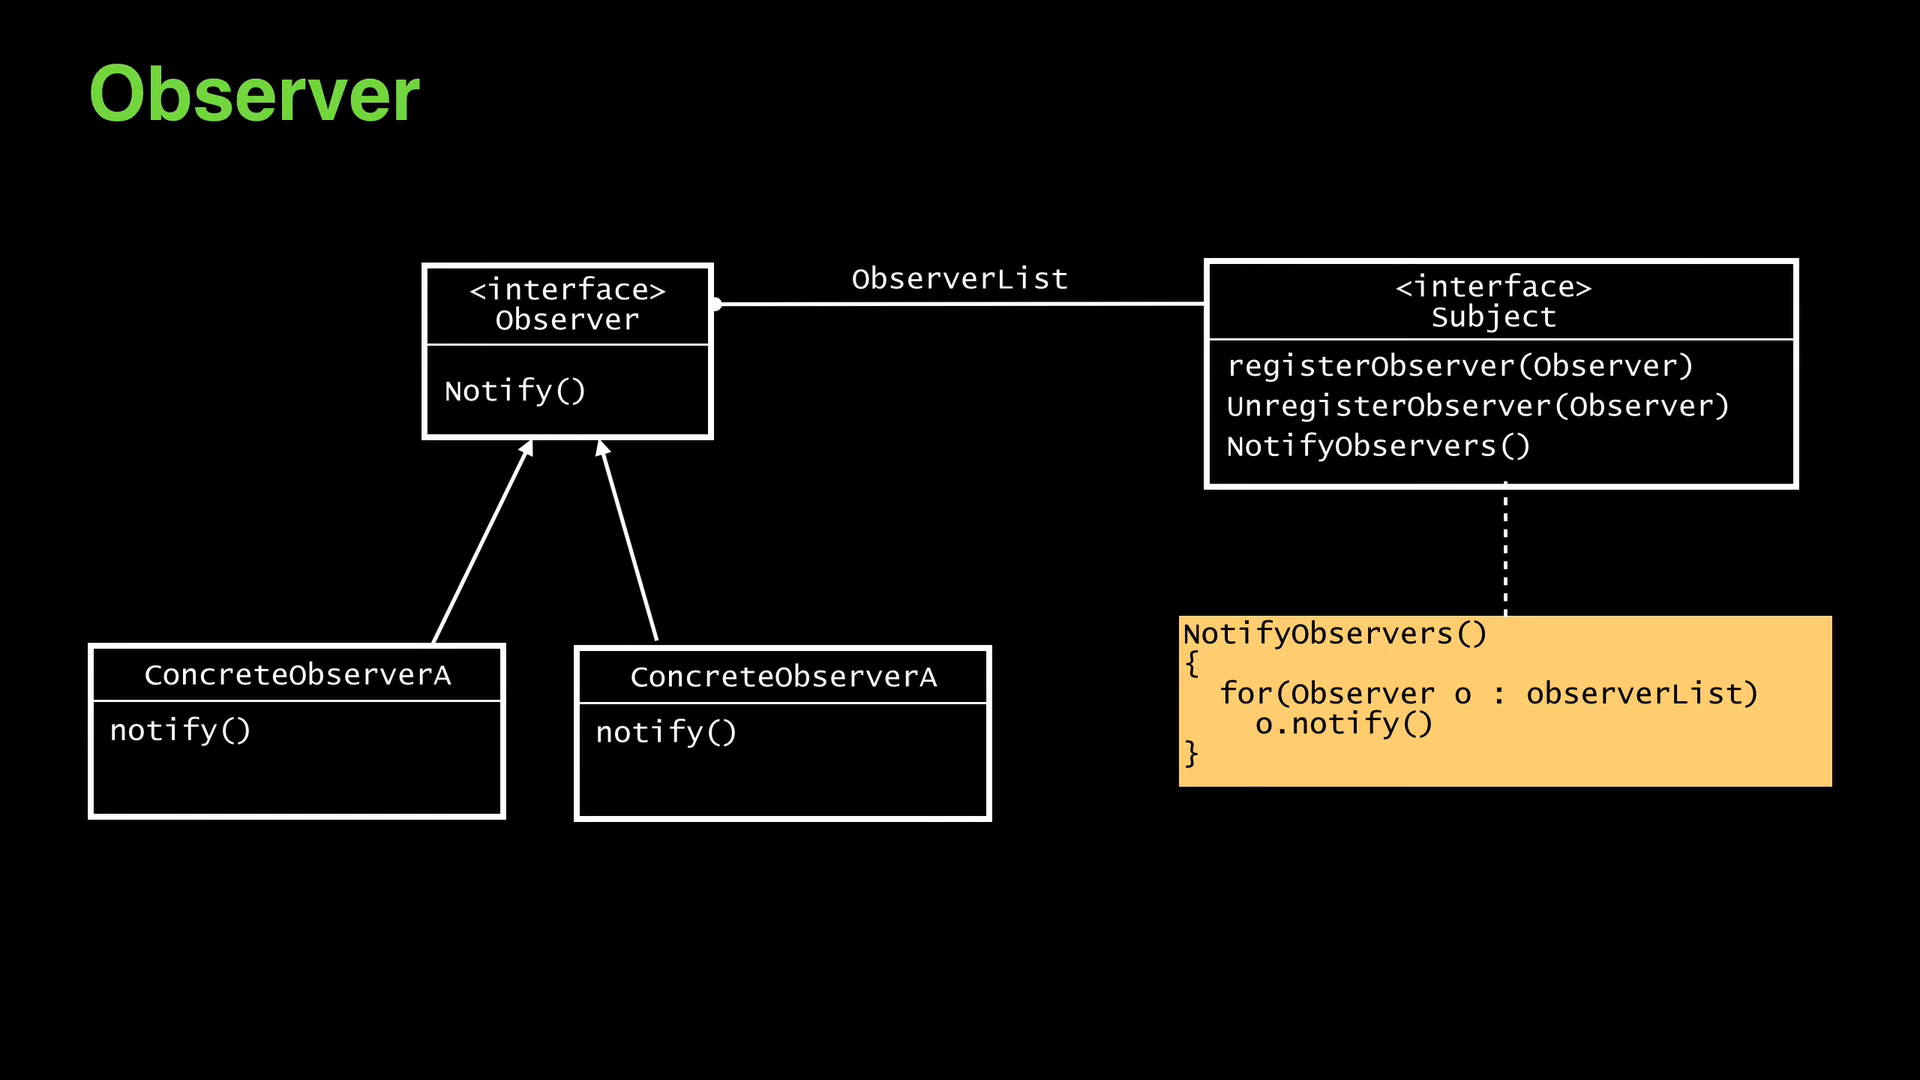 Observer
<interface>
Observer
Notify()
ObserverList
<interface>
Subject
registerObserver(Observer)
UnregisterObserver(Observer)
NotifyObservers()
ConcreteObserverA
notify()
ConcreteObserverA
notify()
NotifyObservers()
{
for(Observer o : observerList)
o.notify()
}